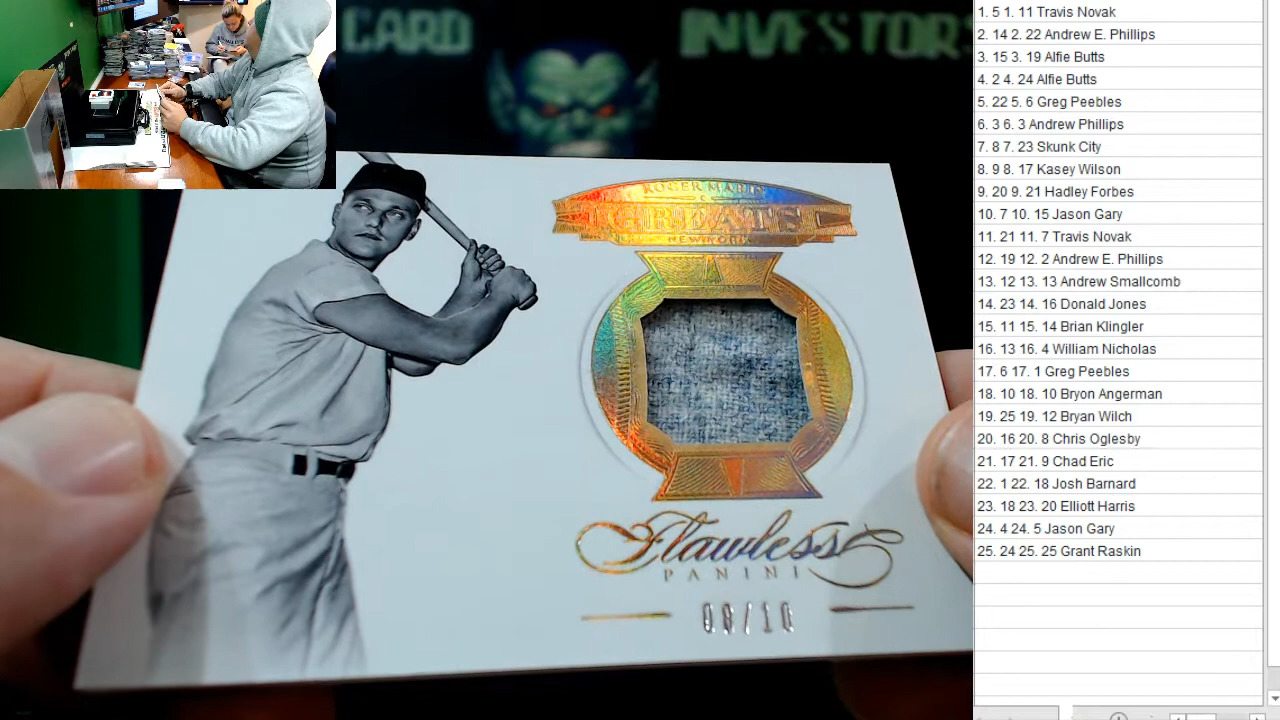 CARD INVESTORS
ROGER MARIS
GREATS
NEW YORK
Flawless
PANINI
08/10
1. 5 1. 11 Travis Novak
2. 14 2. 22 Andrew E. Phillips
3. 15 3. 19 Alfie Butts
4. 2 4. 24 Alfie Butts
5. 22 5. 6 Greg Peebles
6. 3 6. 3 Andrew Phillips
7. 8 7. 23 Skunk City
8. 9 8. 17 Kasey Wilson
9. 20 9. 21 Hadley Forbes
10. 7 10. 15 Jason Gary
11. 21 11. 7 Travis Novak
12. 19 12. 2 Andrew E. Phillips
13. 12 13. 13 Andrew Smallcomb
14. 23 14. 16 Donald Jones
15. 11 15. 14 Brian Klingler
16. 13 16. 4 William Nicholas
17. 6 17. 1 Greg Peebles
18. 10 18. 10 Bryon Angerman
19. 25 19. 12 Bryan Wilch
20. 16 20. 8 Chris Oglesby
21. 17 21. 9 Chad Eric
22. 1 22. 18 Josh Barnard
23. 18 23. 20 Elliott Harris
24. 4 24. 5 Jason Gary
25. 24 25. 25 Grant Raskin